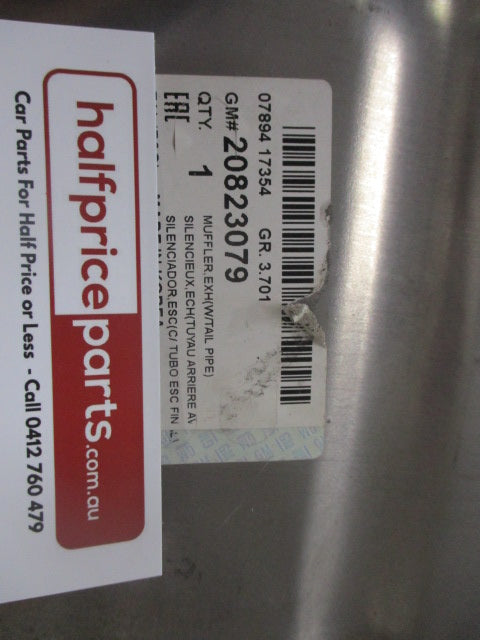 halfpriceparts.com.au
Car Parts For Half Price or Less - Call 0412 760 479
07894 17354 GR. 3.701
GM# 20823079
QTY. 1
EAC
MUFFLER,EXH(W/TAIL PIPE)
SILENCIEUX,ECH(TUYAU ARRIERE AV
SILENCIADOR,ESC(C/ TUBO ESC FIN